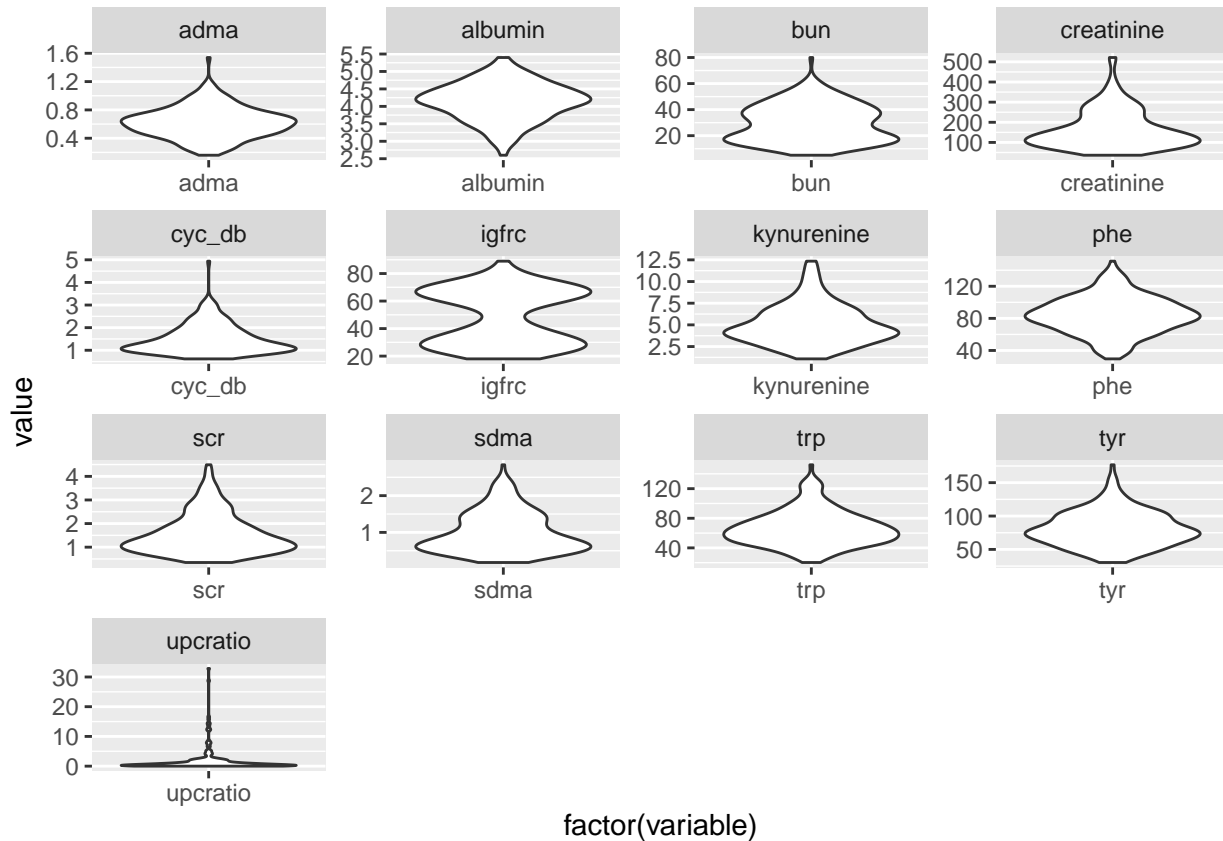 adma albumin bun creatinine
1.6 5.5 80 500
1.2 5.0 60 400
0.8 4.5 40 300
0.4 4.0 20 200
3.5 100
3.0
2.5
adma albumin bun creatinine
cyc_db igfrc kynurenine phe
5 80 12.5 120
4 60 10.0 80
3 40 7.5 40
2 20 5.0
1 2.5
cyc_db igfrc kynurenine phe
value
scr sdma trp tyr
4 2 120 150
3 1 80 100
2 40 50
1
scr sdma trp tyr
upcratio
30
20
10
0
upcratio
factor(variable)